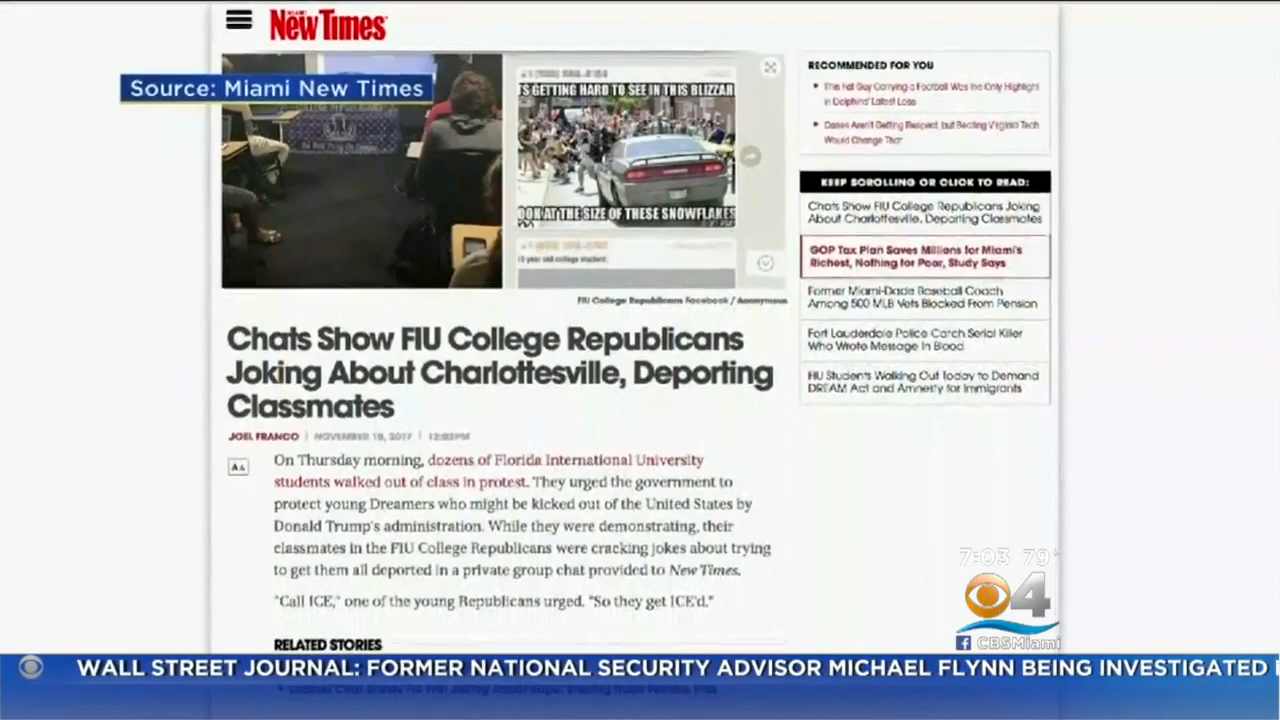 New Times
Source: Miami New Times
S GETTING HARD TO SEE IN THIS BLIZZAR
OOK AT THE SIZE OF THESE SNOWFLAKES
year old college student
FIU College Republicans Facebook / Anonymous
Chats Show FIU College Republicans
Joking About Charlottesville, Deporting
Classmates
JOEL FRANCO | NOVEMBER 2017 |
AA
On Thursday morning, dozens of Florida International University
students walked out of class in protest. They urged the government to
protect young Dreamers who might be kicked out of the United States by
Donald Trump's administration. While they were demonstrating, their
classmates in the FIU College Republicans were cracking jokes about trying
to get them all deported in a private group chat provided to New Times.
"Call ICE," one of the young Republicans urged. "So they get ICE'd."
RELATED STORIES
RECOMMENDED FOR YOU
This Fat Guy Carrying a Football Was the Only Highlight
in Dolphins' Latest Loss
Canes Aren't Getting Respect, but Beating Virginia Tech
Would Change That
KEEP SCROLLING OR CLICK TO READ:
Chats Show FIU College Republicans Joking
About Charlottesville, Deporting Classmates
GOP Tax Plan Saves Millions for Miami's
Richest, Nothing for Poor, Study Says
Former Miami-Dade Baseball Coach
Among 500 MLB Vets Blocked From Pension
Fort Lauderdale Police Catch Serial Killer
Who Wrote Message in Blood
FIU Students Walking Out Today to Demand
DREAM Act and Amnesty for Immigrants
7:03 79°
4
CBSMiami
WALL STREET JOURNAL: FORMER NATIONAL SECURITY ADVISOR MICHAEL FLYNN BEING INVESTIGATED